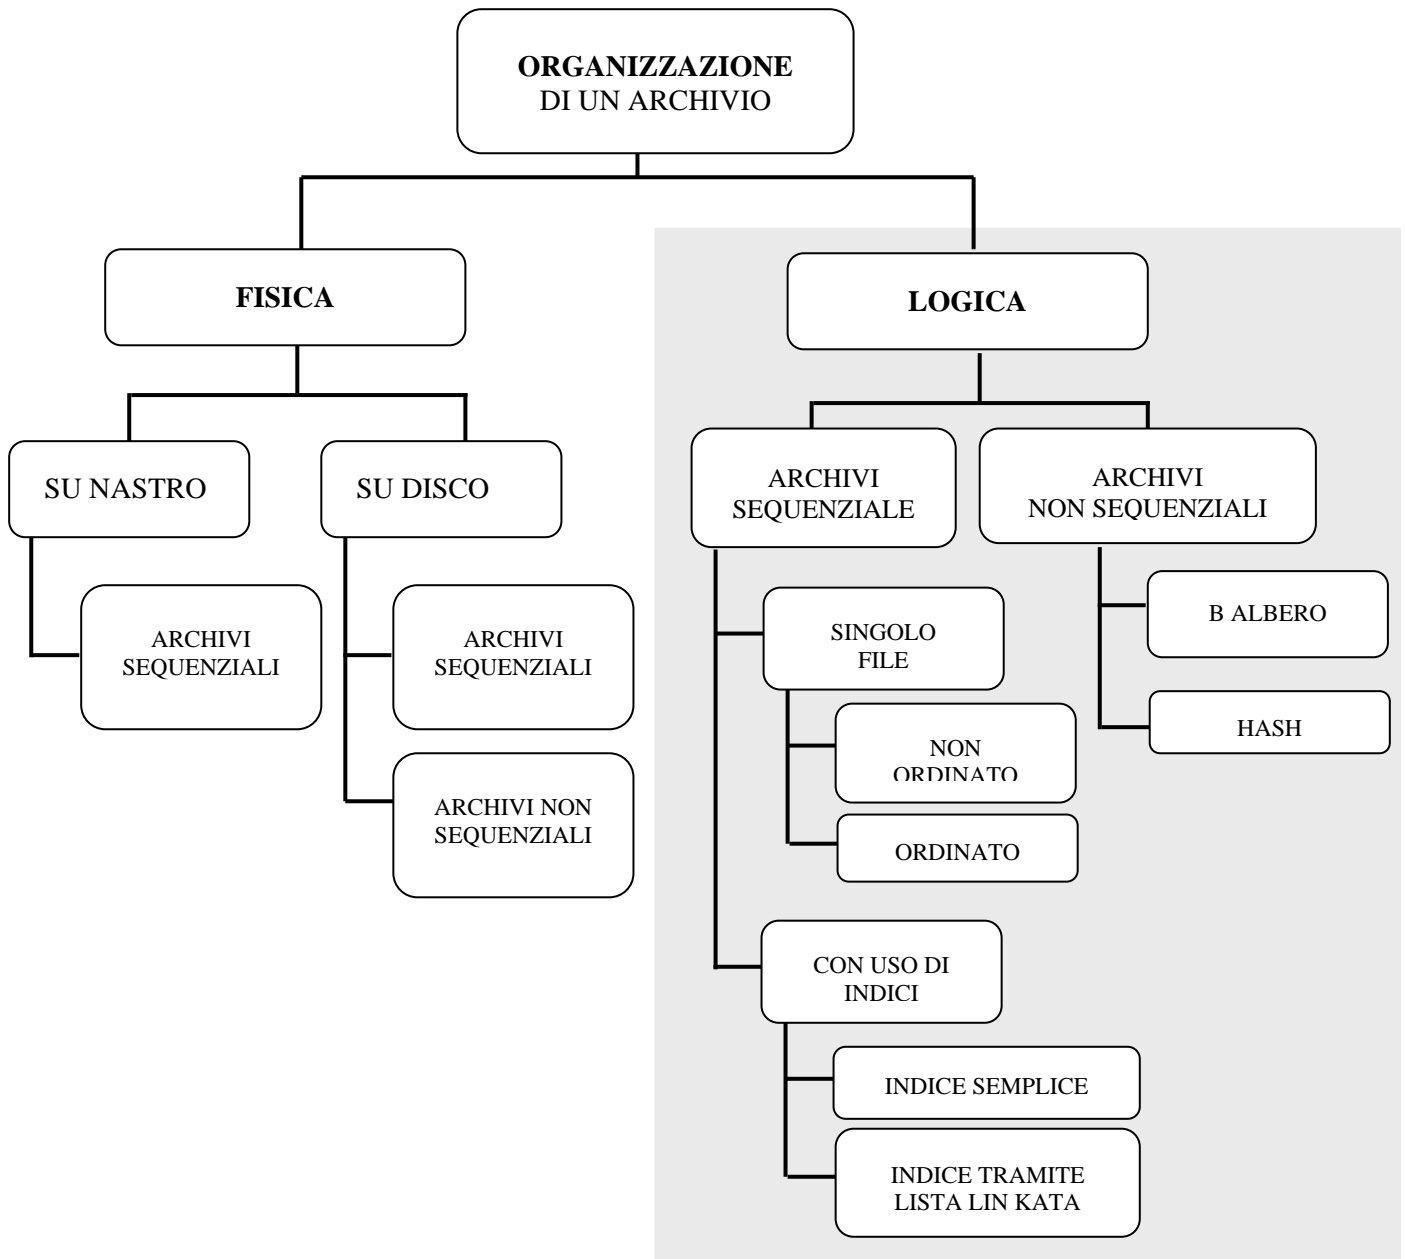 ORGANIZZAZIONE
DI UN ARCHIVIO
FISICA
LOGICA
SU NASTRO
SU DISCO
ARCHIVI
SEQUENZIALE
ARCHIVI
NON SEQUENZIALI
ARCHIVI
SEQUENZIALI
ARCHIVI
SEQUENZIALI
ARCHIVI NON
SEQUENZIALI
SINGOLO
FILE
NON
ORDINATO
ORDINATO
CON USO DI
INDICI
INDICE SEMPLICE
INDICE TRAMITE
LISTA LIN KATA
B ALBERO
HASH